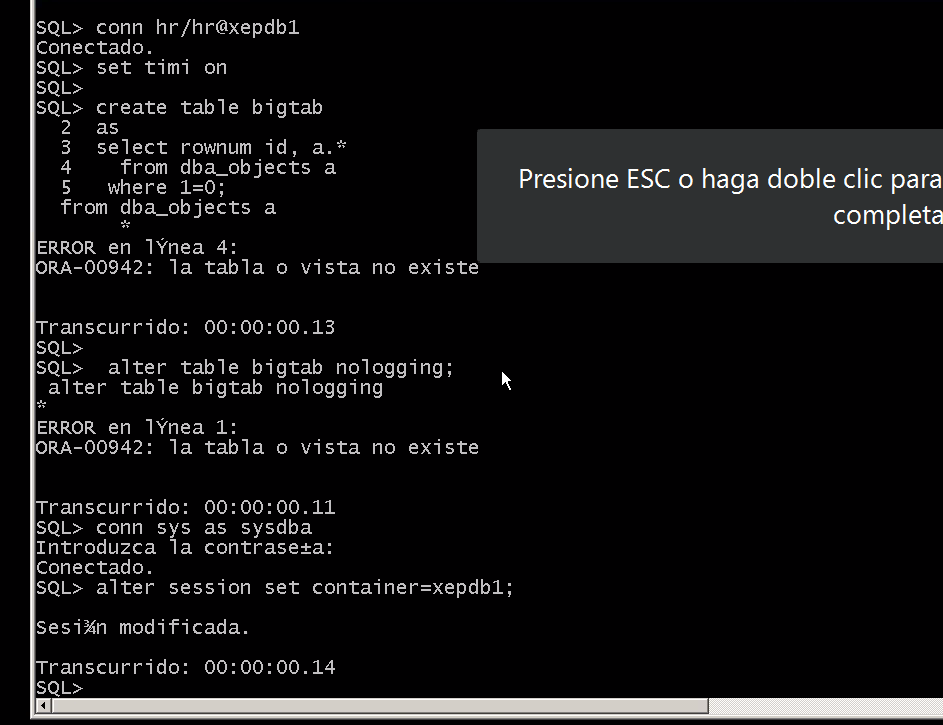 SQL> conn hr/hr@xepdb1
Conectado.
SQL> set timi on
SQL>
SQL> create table bigtab
  2  as
  3  select rownum id, a.*
  4    from dba_objects a
  5   where 1=0;
  from dba_objects a
       *
ERROR en lÝnea 4:
ORA-00942: la tabla o vista no existe
Transcurrido: 00:00:00.13
SQL>
SQL>  alter table bigtab nologging;
 alter table bigtab nologging
*
ERROR en lÝnea 1:
ORA-00942: la tabla o vista no existe
Transcurrido: 00:00:00.11
SQL> conn sys as sysdba
Introduzca la contrase±a:
Conectado.
SQL> alter session set container=xepdb1;
Sesi¾n modificada.
Transcurrido: 00:00:00.14
SQL>
Presione ESC o haga doble clic para
completa